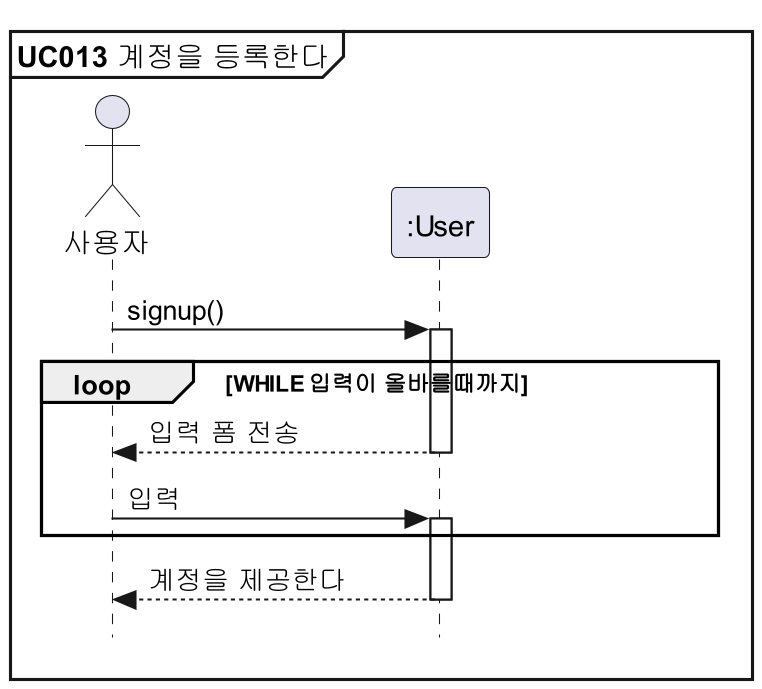 UC013 계정을 등록한다
사용자
:User
signup()
loop [WHILE 입력이 올바를때까지]
입력 폼 전송
입력
계정을 제공한다